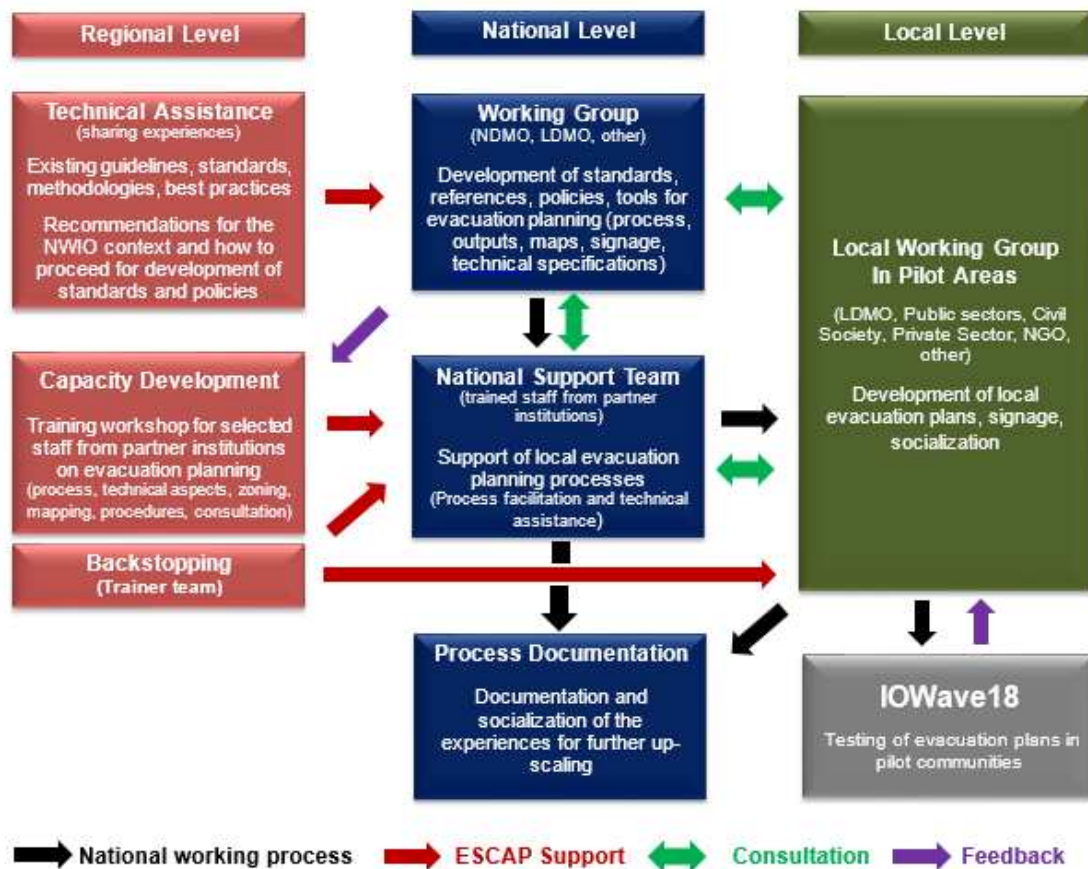 Regional Level
National Level
Local Level
Technical Assistance
(sharing experiences)
Existing guidelines, standards,
methodologies, best practices
Recommendations for the
NWIO context and how to
proceed for development of
standards and policies
Working Group
(NDMO, LDMO, other)
Development of standards,
references, policies, tools for
evacuation planning (process,
outputs, maps, signage,
technical specifications)
Local Working Group
In Pilot Areas
(LDMO, Public sectors, Civil
Society, Private Sector, NGO,
other)
Development of local
evacuation plans, signage,
socialization
Capacity Development
Training workshop for selected
staff from partner institutions
on evacuation planning
(process, technical aspects, zoning,
mapping, procedures, consultation)
National Support Team
(trained staff from partner
institutions)
Support of local evacuation
planning processes
(Process facilitation and technical
assistance)
Backstopping
(Trainer team)
Process Documentation
Documentation and
socialization of the
experiences for further up-
scaling
IOWave18
Testing of evacuation plans in
pilot communities
National working process
ESCAP Support
Consultation
Feedback